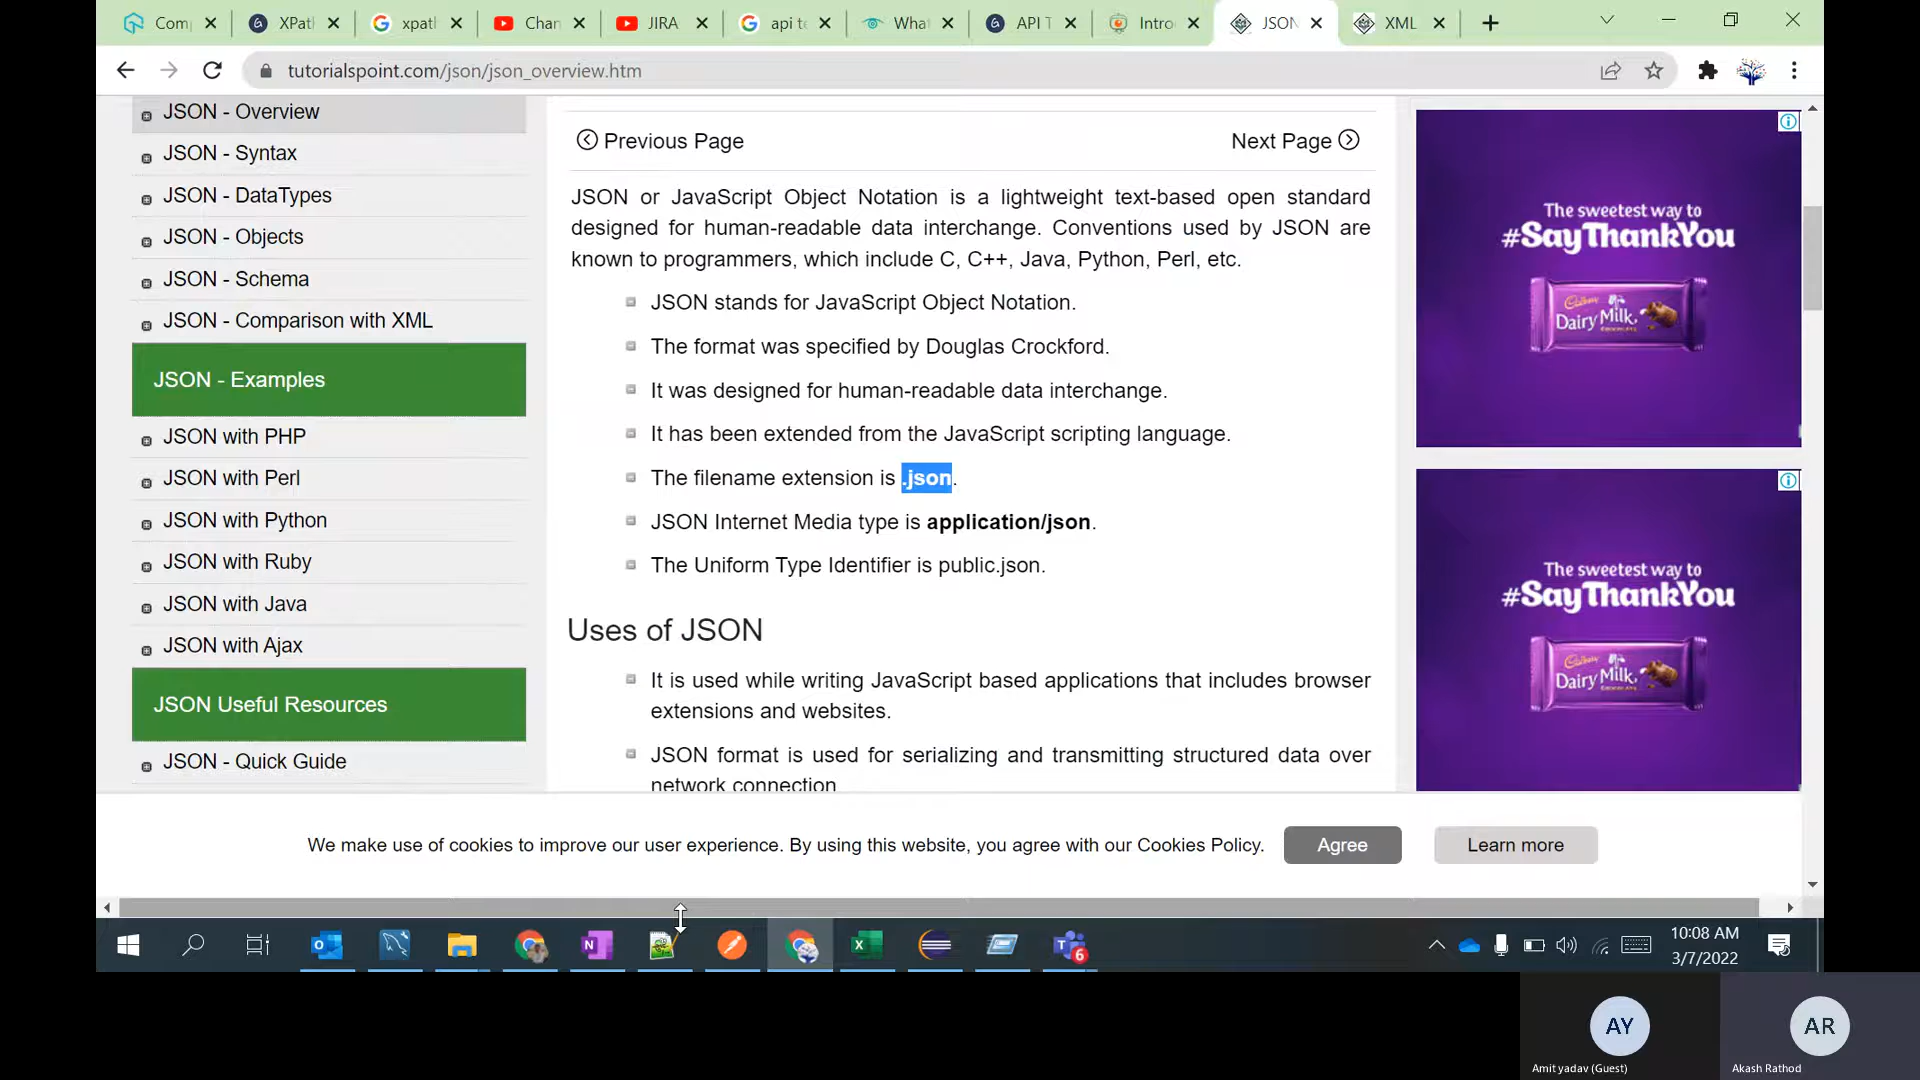 Comp
XPath
xpath
Chan
JIRA
api te
What
API T
Intro
JSON
XML
tutorialspoint.com/json/json_overview.htm
JSON - Overview
JSON - Syntax
JSON - DataTypes
JSON - Objects
JSON - Schema
JSON - Comparison with XML
JSON - Examples
JSON with PHP
JSON with Perl
JSON with Python
JSON with Ruby
JSON with Java
JSON with Ajax
JSON Useful Resources
JSON - Quick Guide
Previous Page
Next Page
JSON or JavaScript Object Notation is a lightweight text-based open standard
designed for human-readable data interchange. Conventions used by JSON are
known to programmers, which include C, C++, Java, Python, Perl, etc.
JSON stands for JavaScript Object Notation.
The format was specified by Douglas Crockford.
It was designed for human-readable data interchange.
It has been extended from the JavaScript scripting language.
The filename extension is .json.
JSON Internet Media type is application/json.
The Uniform Type Identifier is public.json.
Uses of JSON
It is used while writing JavaScript based applications that includes browser
extensions and websites.
JSON format is used for serializing and transmitting structured data over
network connection
The sweetest way to
#SayThankYou
Cadbury
Dairy Milk
The sweetest way to
#SayThankYou
Cadbury
Dairy Milk
We make use of cookies to improve our user experience. By using this website, you agree with our Cookies Policy.
Agree
Learn more
10:08 AM
3/7/2022
6
AY
Amit yadav (Guest)
AR
Akash Rathod